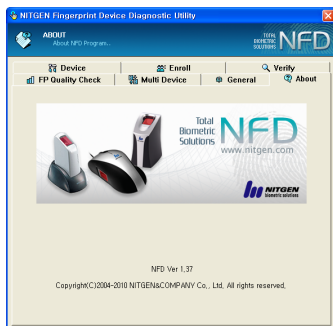 NITGEN Fingerprint Device Diagnostic Utility
ABOUT
About NFD Program..
TOTAL
BIOMETRIC
SOLUTIONS
NFD
Device
Enroll
Verify
FP Quality Check
Multi Device
General
About
Total
Biometric
Solutions
NFD
www.nitgen.com
NITGEN
biometric solutions
NFD Ver 1,37
Copyright(C)2004-2010 NITGEN&COMPANY Co,, Ltd, All rights reserved,